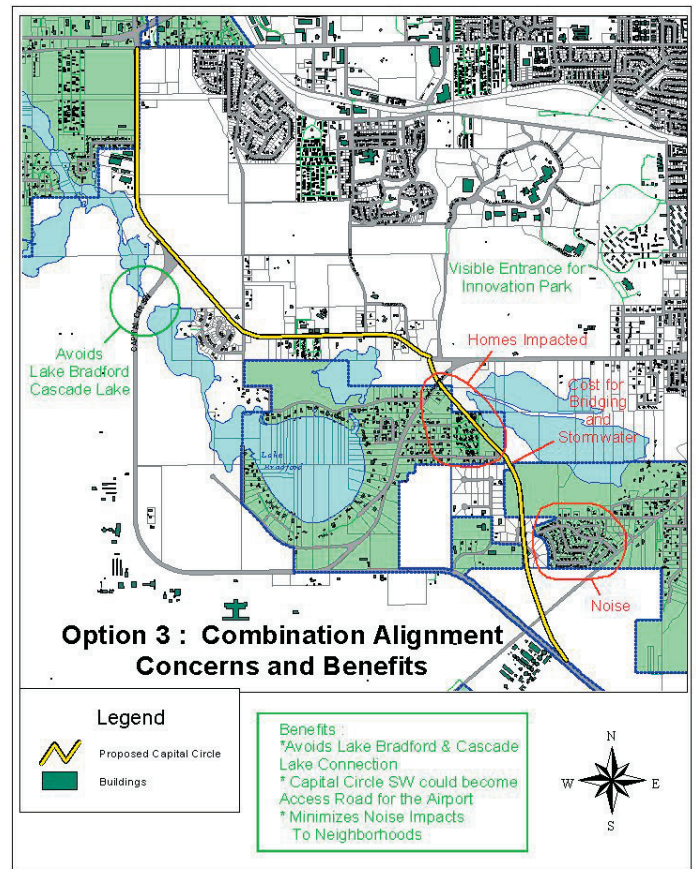 Visible Entrance for
Innovation Park
Homes Impacted
Avoids
Lake Bradford
Cascade Lake
Cost for
Bridging
and
Stormwater
Lake
Bradford
Noise
Option 3 : Combination Alignment
Concerns and Benefits
Legend
Proposed Capital Circle
Buildings
Benefits :
*Avoids Lake Bradford & Cascade
Lake Connection
* Capital Circle SW could become
Access Road for the Airport
* Minimizes Noise Impacts
To Neighborhoods
N
W
E
S